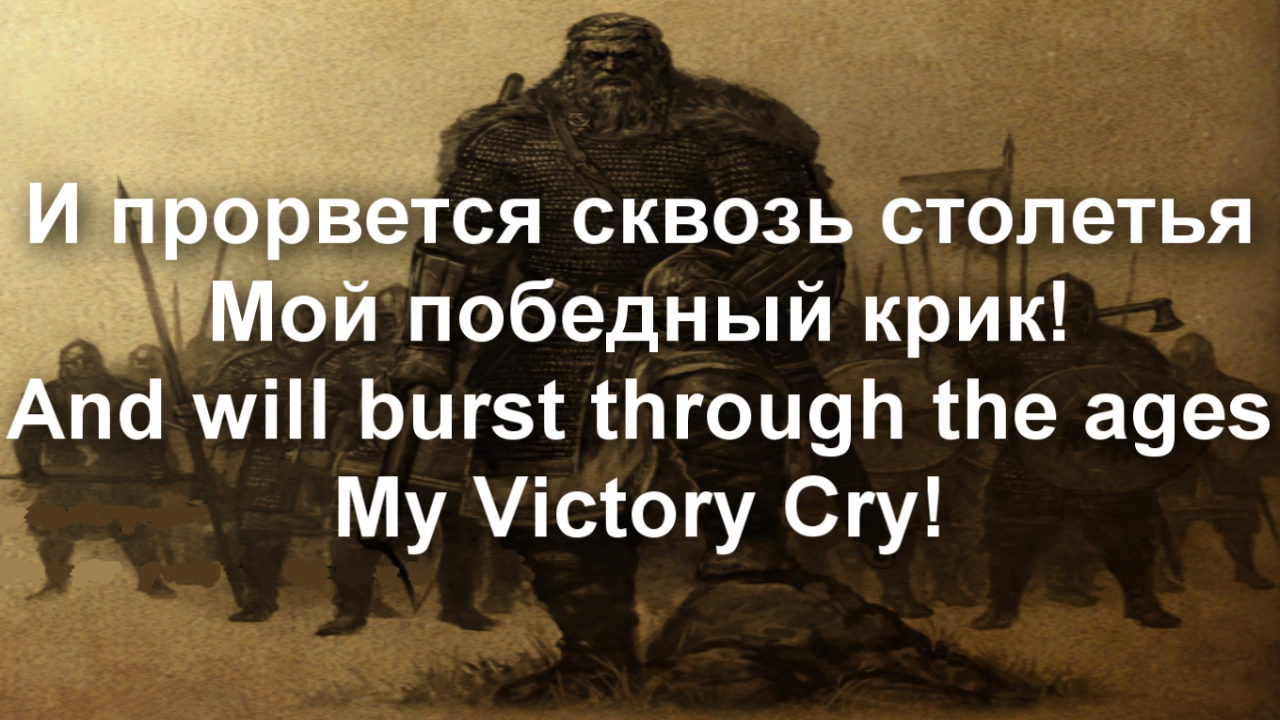 И прорвется сквозь столетья
Мой победный крик!
And will burst through the ages
My Victory Cry!